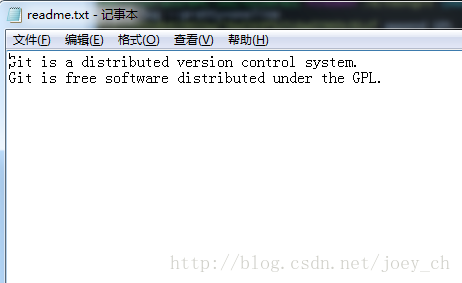 readme.txt - 记事本
文件(F) 编辑(E) 格式(O) 查看(V) 帮助(H)
Git is a distributed version control system.
Git is free software distributed under the GPL.
http://blog.csdn.net/joey_ch